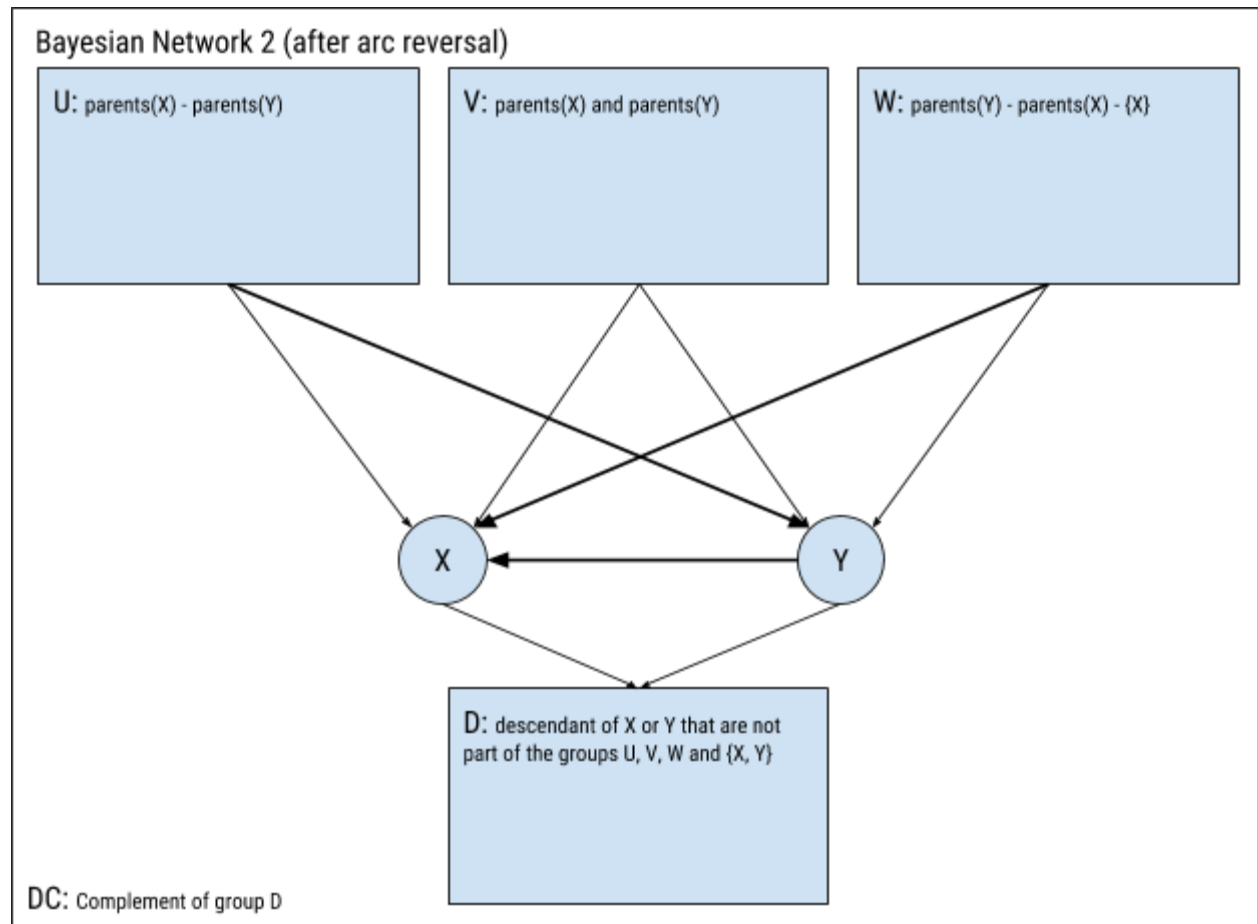 Bayesian Network 2 (after arc reversal)
U: parents(X) - parents(Y)
V: parents(X) and parents(Y)
W: parents(Y) - parents(X) - {X}
X
Y
D: descendant of X or Y that are not
part of the groups U, V, W and {X, Y}
DC: Complement of group D